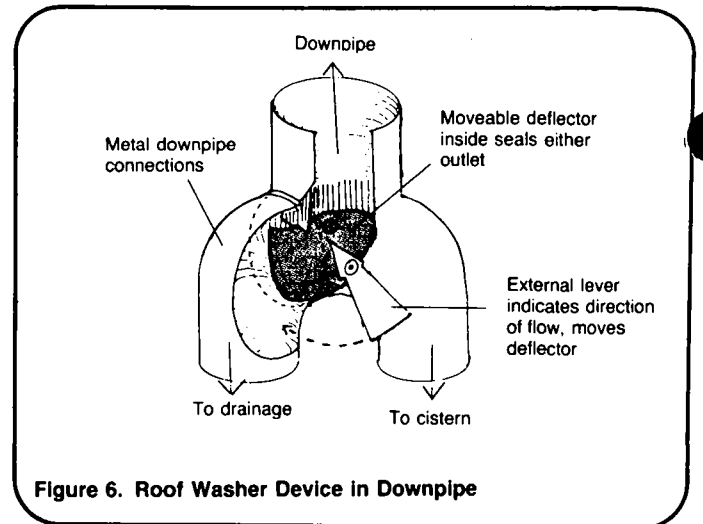 Downpipe
Moveable deflector
inside seals either
outlet
Metal downpipe
connections
External lever
indicates direction
of flow, moves
deflector
To drainage
To cistern
Figure 6. Roof Washer Device in Downpipe